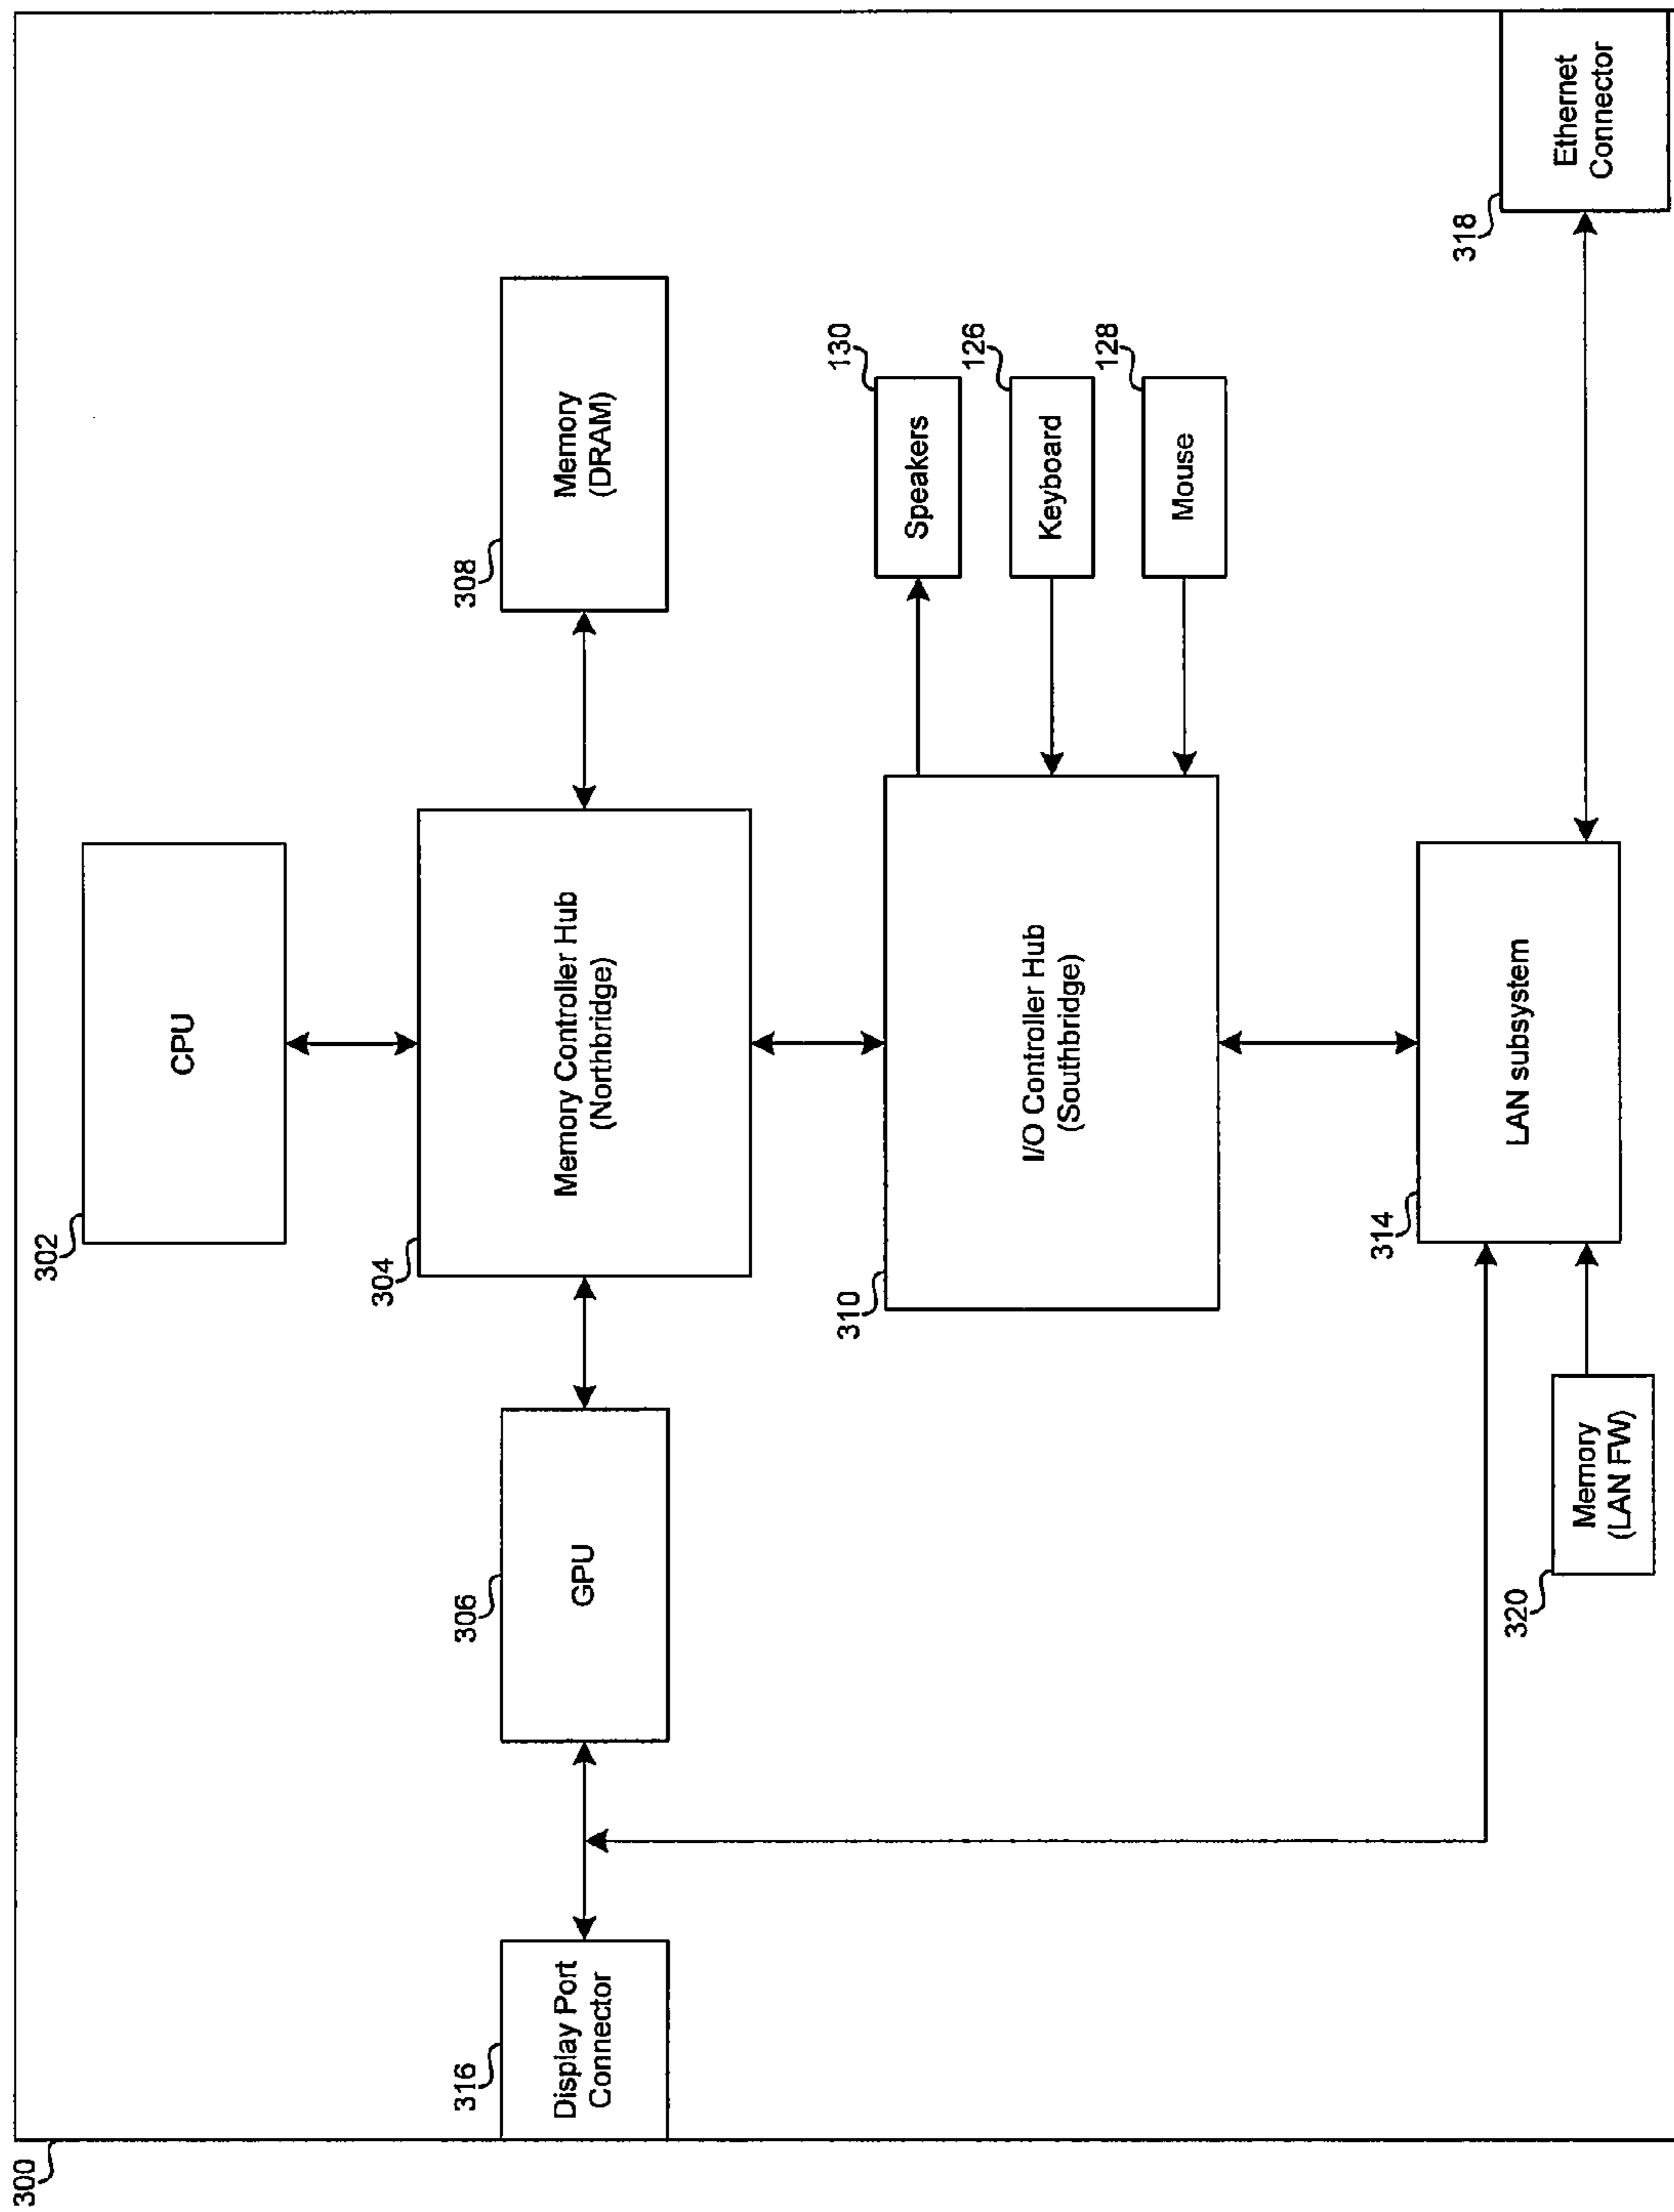 300
302
CPU
304
Memory Controller Hub
(Northbridge)
306
GPU
308
Memory
(DRAM)
316
Display Port
Connector
310
I/O Controller Hub
(Southbridge)
130
Speakers
126
Keyboard
128
Mouse
314
LAN subsystem
318
Ethernet
Connector
320
Memory
(LAN FW)